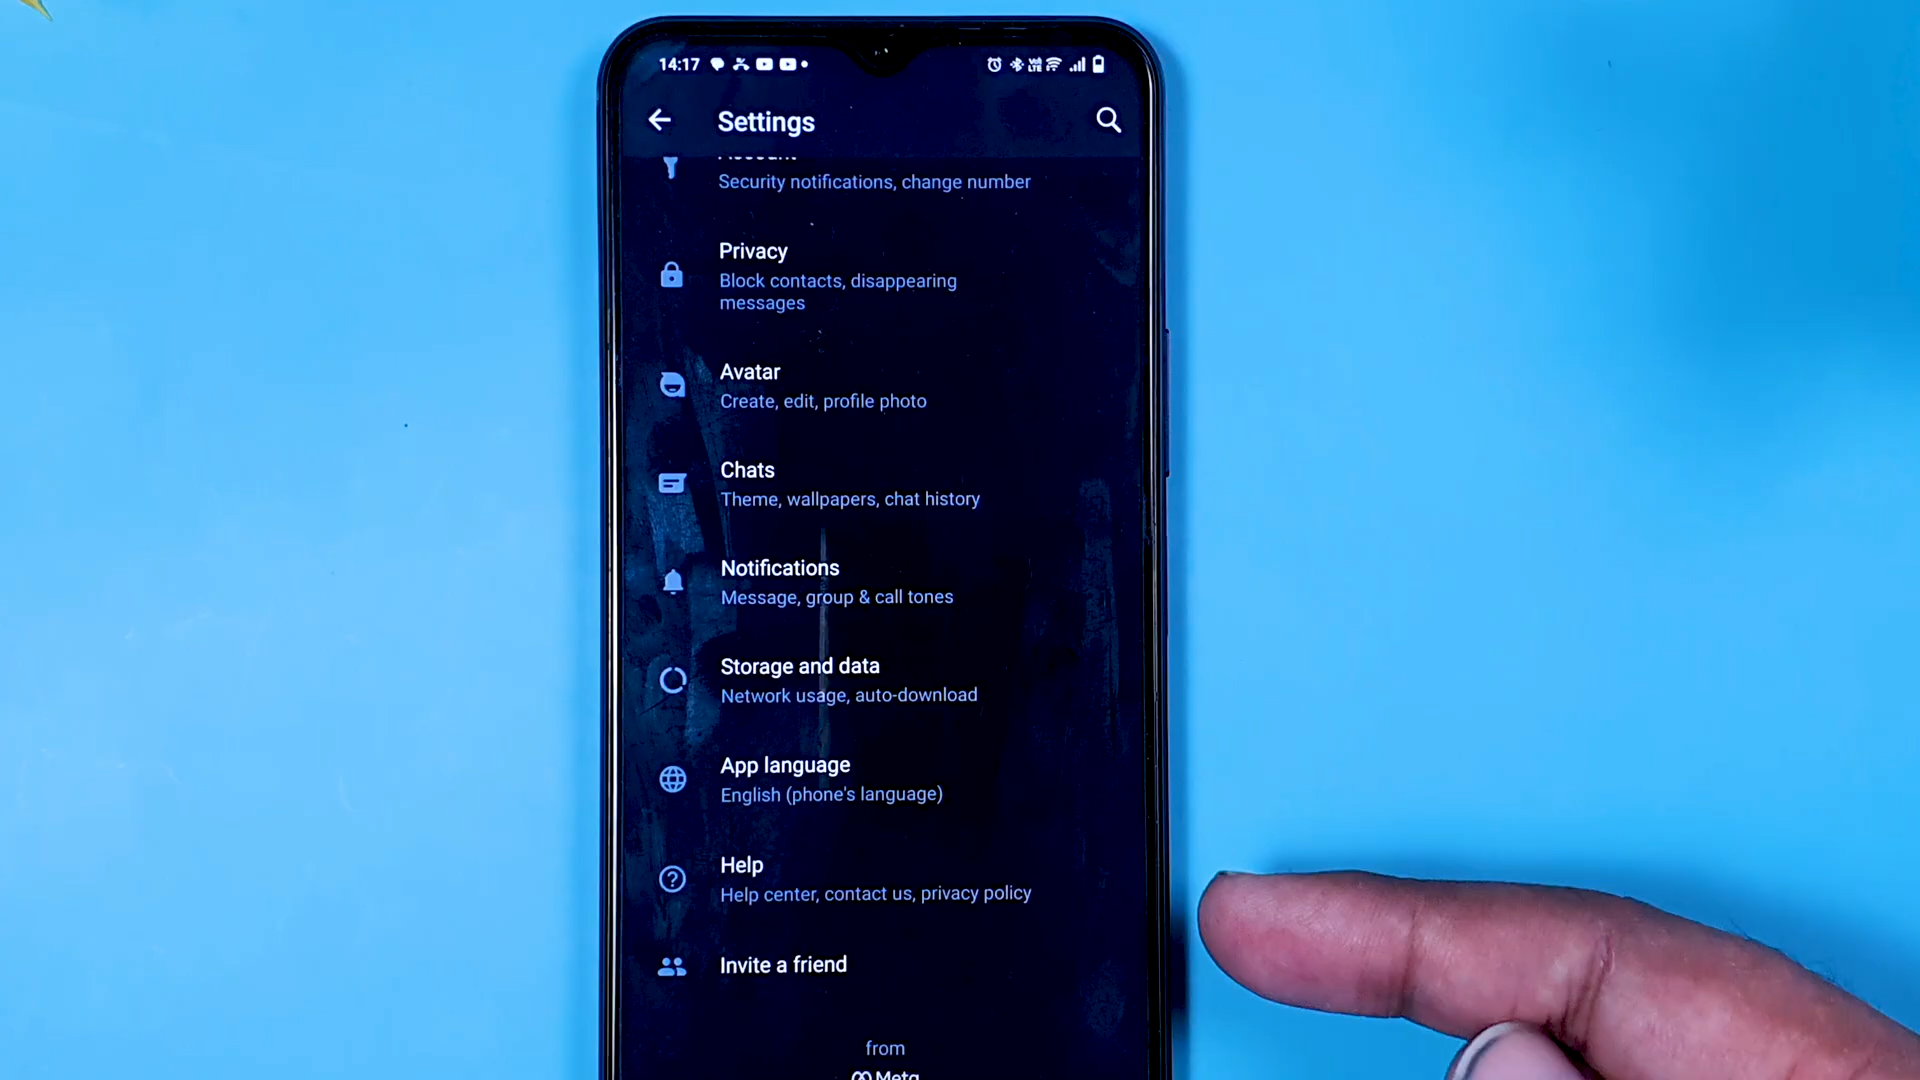 14:17
Settings
Account
Security notifications, change number
Privacy
Block contacts, disappearing
messages
Avatar
Create, edit, profile photo
Chats
Theme, wallpapers, chat history
Notifications
Message, group & call tones
Storage and data
Network usage, auto-download
App language
English (phone's language)
Help
Help center, contact us, privacy policy
Invite a friend
from
Meta